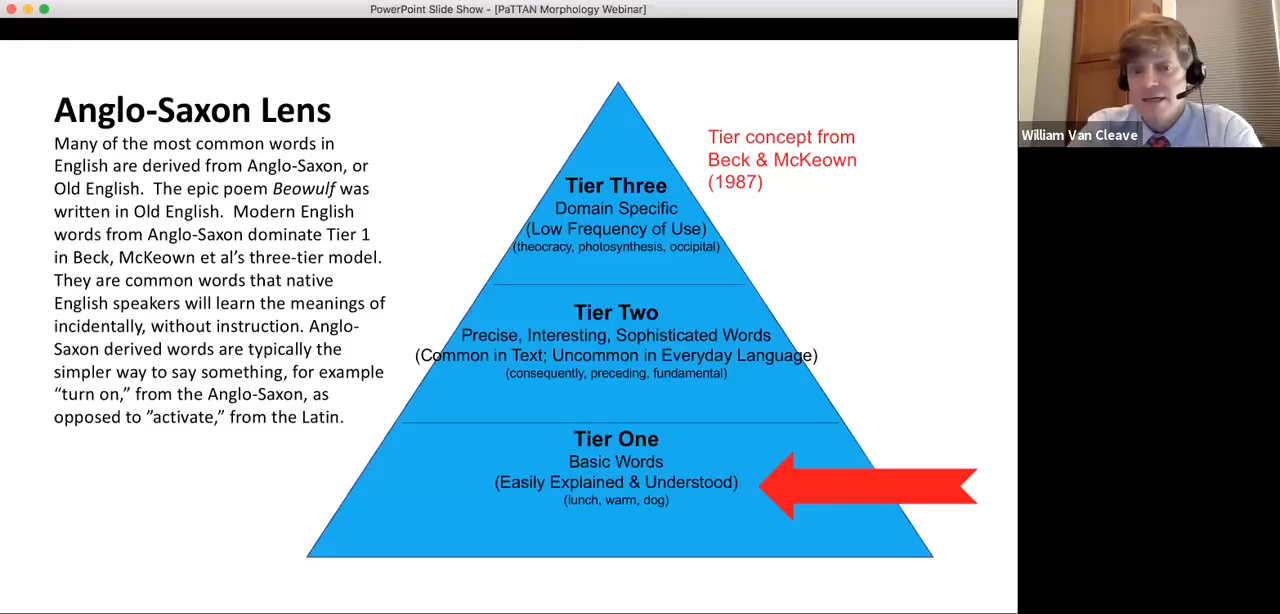 PowerPoint Slide Show - [PaTTAN Morphology Webinar]
Anglo-Saxon Lens
Many of the most common words in
English are derived from Anglo-Saxon, or
Old English.  The epic poem Beowulf was
written in Old English.  Modern English
words from Anglo-Saxon dominate Tier 1
in Beck, McKeown et al’s three-tier model.
They are common words that native
English speakers will learn the meanings of
incidentally, without instruction. Anglo-
Saxon derived words are typically the
simpler way to say something, for example
“turn on,” from the Anglo-Saxon, as
opposed to ”activate,” from the Latin.
Tier Three
Domain Specific
(Low Frequency of Use)
(theocracy, photosynthesis, occipital)
Tier Two
Precise, Interesting, Sophisticated Words
(Common in Text; Uncommon in Everyday Language)
(consequently, preceding, fundamental)
Tier One
Basic Words
(Easily Explained & Understood)
(lunch, warm, dog)
Tier concept from
Beck & McKeown
(1987)
William Van Cleave